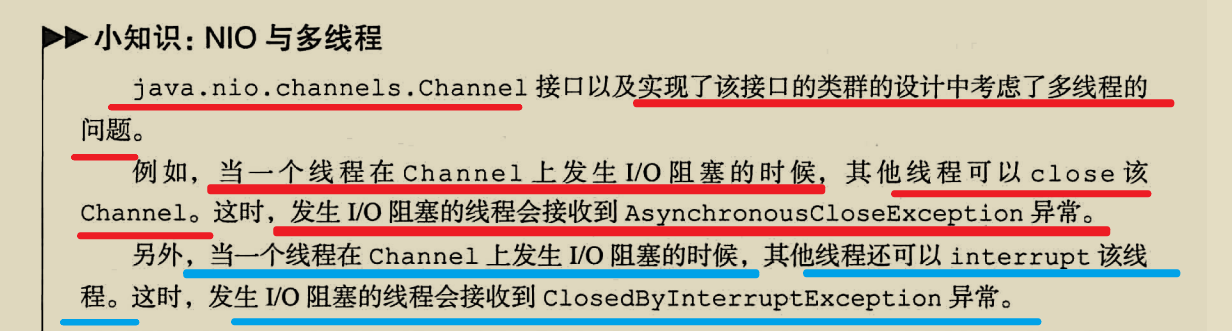 ▶▶ 小知识：NIO 与多线程
java.nio.channels.Channel 接口以及实现了该接口的类群的设计中考虑了多线程的
问题。
例如，当一个线程在 Channel 上发生 I/O 阻塞的时候，其他线程可以 close 该
Channel。这时，发生 I/O 阻塞的线程会接收到 AsynchronousCloseException 异常。
另外，当一个线程在 Channel 上发生 I/O 阻塞的时候，其他线程还可以 interrupt 该线
程。这时，发生 I/O 阻塞的线程会接收到 ClosedByInterruptException 异常。